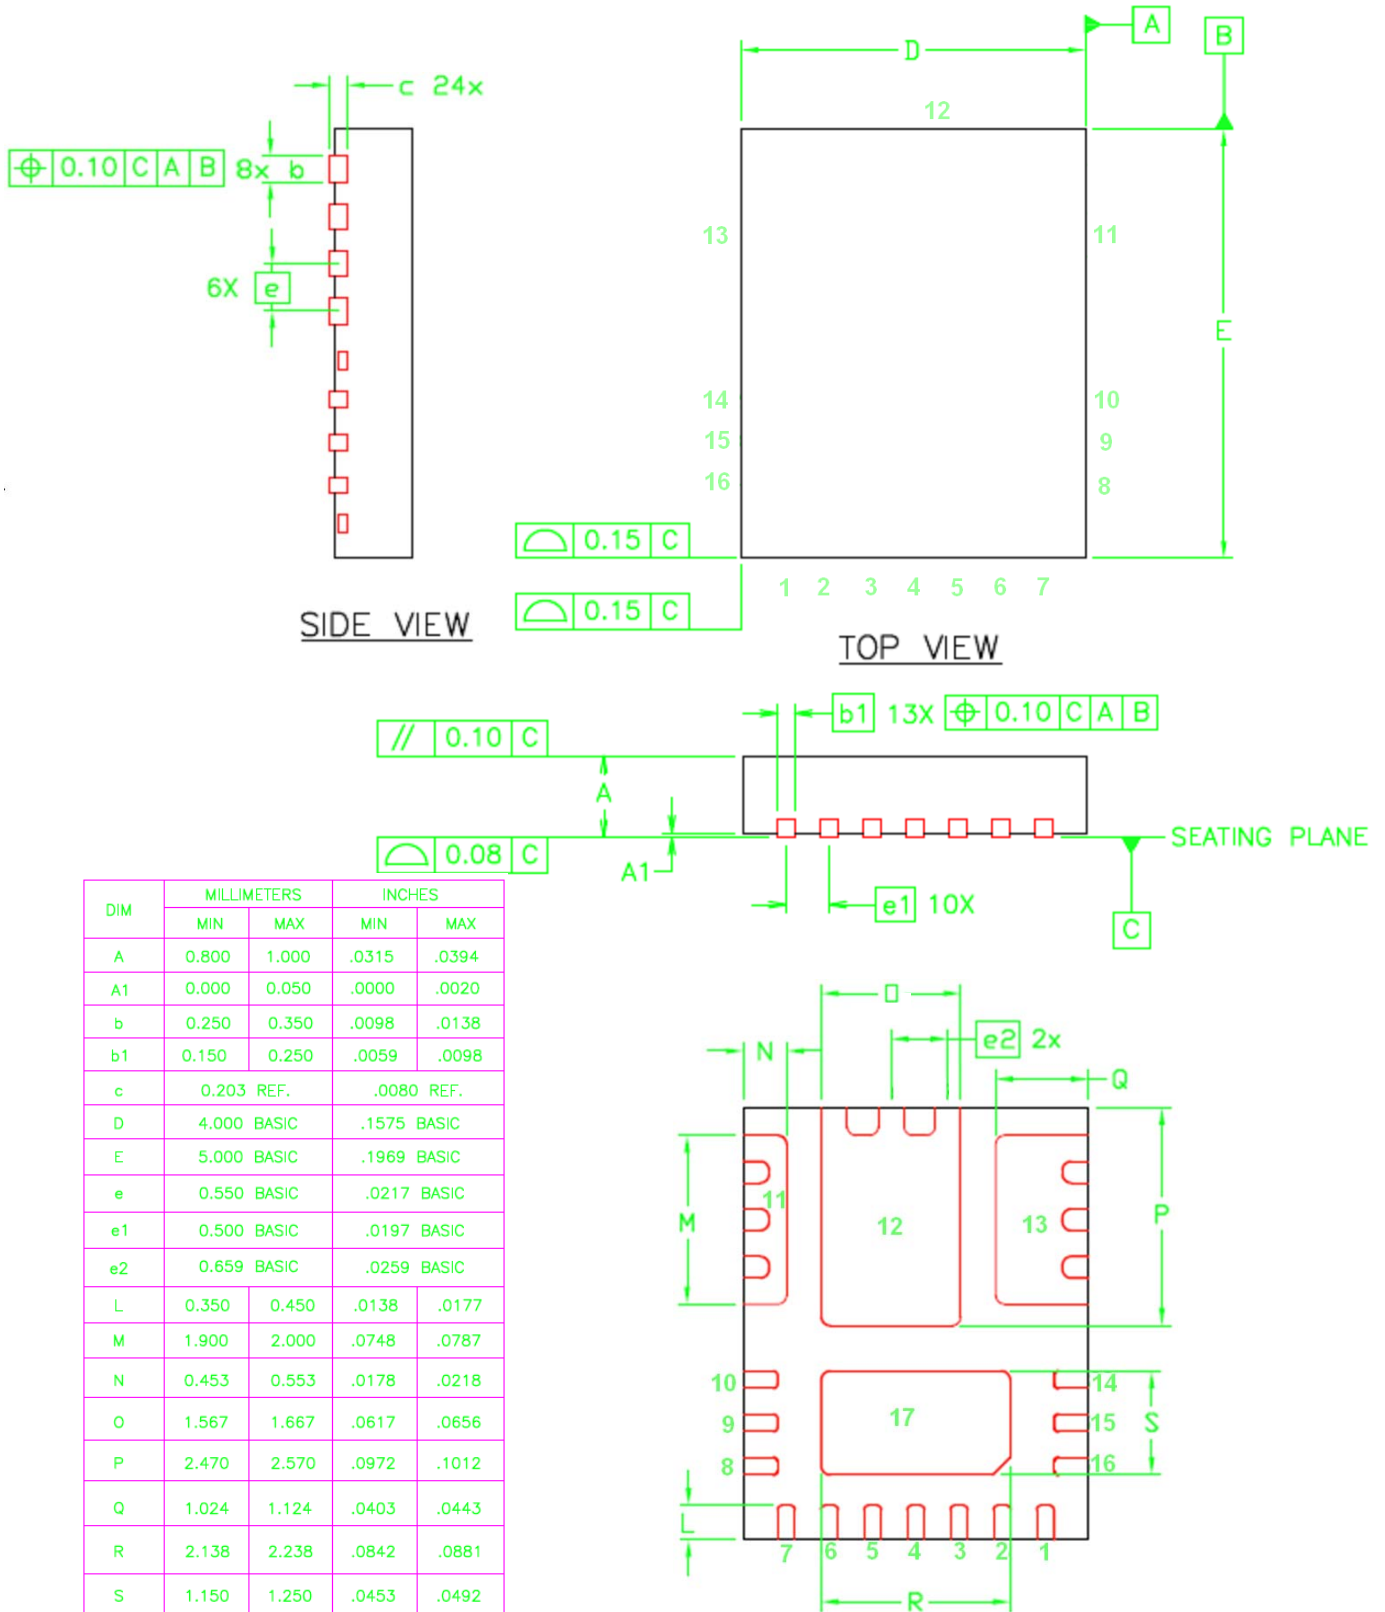 A
B
D
c 24x
12
⌖ 0.10 C A B 8x b
13
11
6X e
E
14
10
15
9
16
8
⌓ 0.15 C
1 2 3 4 5 6 7
⌓ 0.15 C
SIDE VIEW
TOP VIEW
b1 13X ⌖ 0.10 C A B
// 0.10 C
A
SEATING PLANE
⌓ 0.08 C
A1
e1 10X
C
DIM MILLIMETERS INCHES
MIN MAX MIN MAX
A 0.800 1.000 .0315 .0394
A1 0.000 0.050 .0000 .0020
b 0.250 0.350 .0098 .0138
b1 0.150 0.250 .0059 .0098
c 0.203 REF. .0080 REF.
D 4.000 BASIC .1575 BASIC
E 5.000 BASIC .1969 BASIC
e 0.550 BASIC .0217 BASIC
e1 0.500 BASIC .0197 BASIC
e2 0.659 BASIC .0259 BASIC
L 0.350 0.450 .0138 .0177
M 1.900 2.000 .0748 .0787
N 0.453 0.553 .0178 .0218
O 1.567 1.667 .0617 .0656
P 2.470 2.570 .0972 .1012
Q 1.024 1.124 .0403 .0443
R 2.138 2.238 .0842 .0881
S 1.150 1.250 .0453 .0492
O
e2 2x
N
Q
11
M
12
13
P
10
14
17
9
15
S
8
16
L
7 6 5 4 3 2 1
R